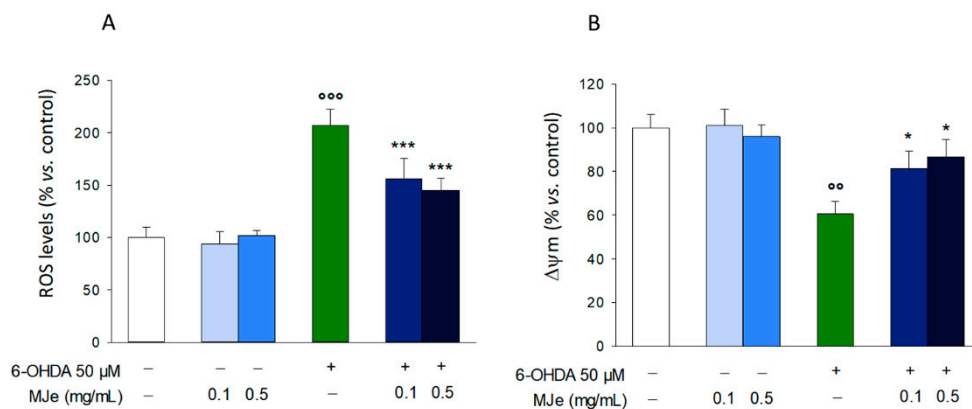 A
ROS levels (% vs. control)
250
200
150
100
50
0
°°°
***
***
6-OHDA 50 µM – – – + + +
MJe (mg/mL) – 0.1 0.5 – 0.1 0.5
B
Δψm (% vs. control)
120
100
80
60
40
20
0
°°
*
*
6-OHDA 50 µM – – – + + +
MJe (mg/mL) – 0.1 0.5 – 0.1 0.5